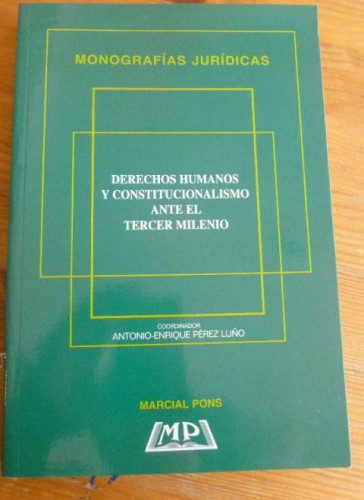 MONOGRAFÍAS JURÍDICAS
DERECHOS HUMANOS
Y CONSTITUCIONALISMO
ANTE EL
TERCER MILENIO
COORDINADOR
ANTONIO-ENRIQUE PÉREZ LUÑO
MARCIAL PONS
MP